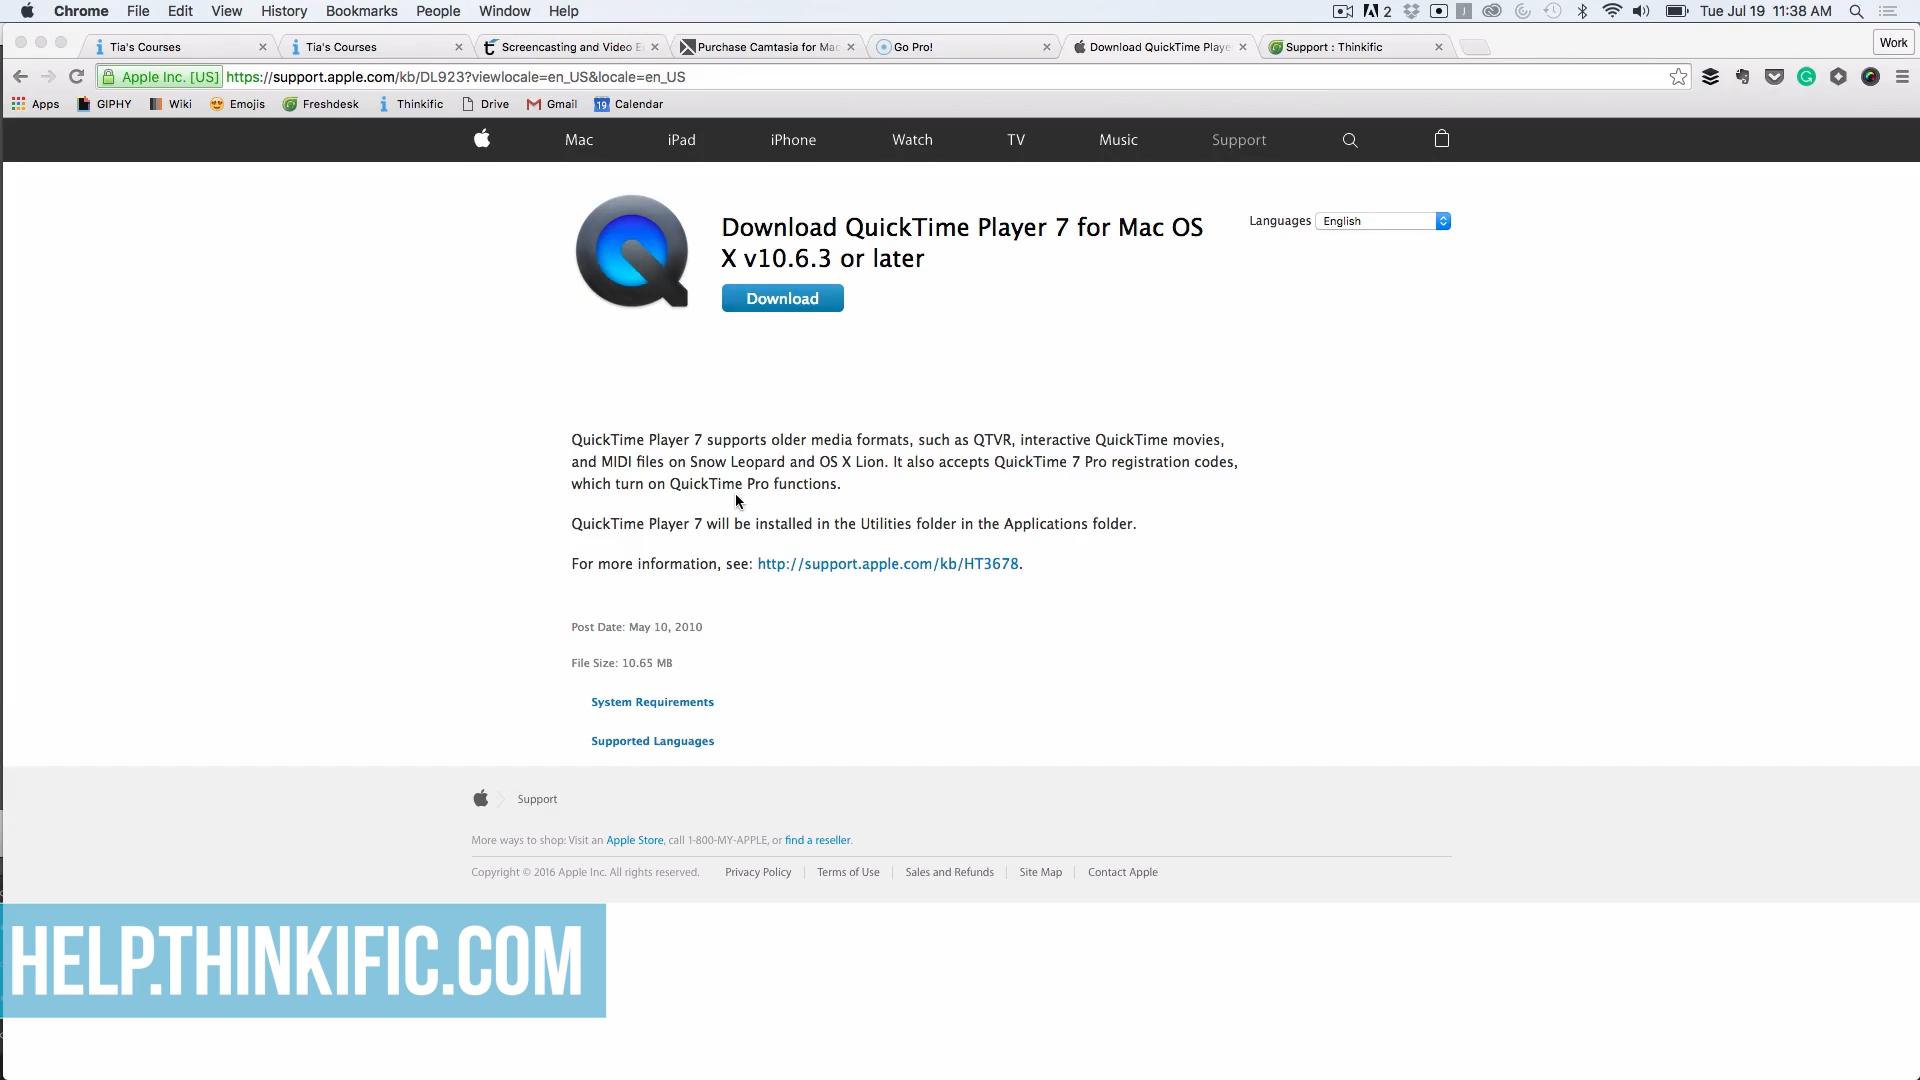 Chrome File Edit View History Bookmarks People Window Help 2 Tue Jul 19 11:38 AM
Tia's Courses Tia's Courses Screencasting and Video E Purchase Camtasia for Mac Go Pro! Download QuickTime Playe Support : Thinkific Work
Apple Inc. [US] https://support.apple.com/kb/DL923?viewlocale=en_US&locale=en_US
Apps GIPHY Wiki Emojis Freshdesk Thinkific Drive Gmail 19 Calendar
Mac iPad iPhone Watch TV Music Support
Download QuickTime Player 7 for Mac OS
X v10.6.3 or later
Languages English
Download
QuickTime Player 7 supports older media formats, such as QTVR, interactive QuickTime movies,
and MIDI files on Snow Leopard and OS X Lion. It also accepts QuickTime 7 Pro registration codes,
which turn on QuickTime Pro functions.
QuickTime Player 7 will be installed in the Utilities folder in the Applications folder.
For more information, see: http://support.apple.com/kb/HT3678.
Post Date: May 10, 2010
File Size: 10.65 MB
System Requirements
Supported Languages
Support
More ways to shop: Visit an Apple Store, call 1-800-MY-APPLE, or find a reseller.
Copyright © 2016 Apple Inc. All rights reserved. Privacy Policy Terms of Use Sales and Refunds Site Map Contact Apple
HELP.THINKIFIC.COM